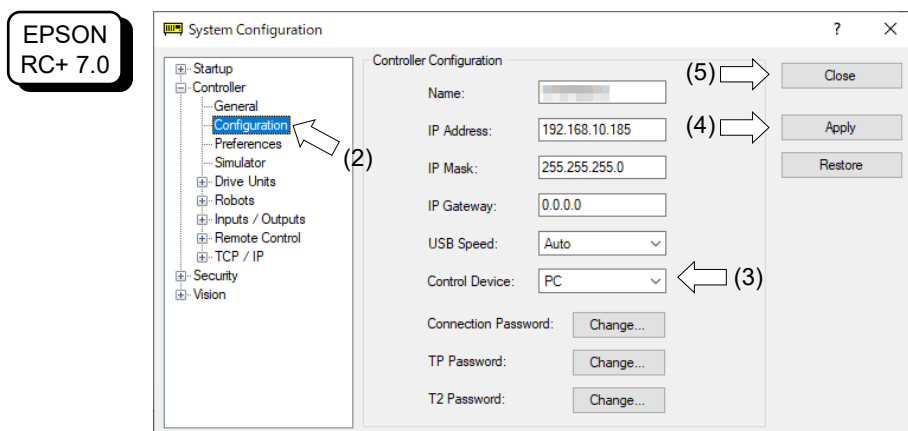 EPSON
RC+ 7.0
System Configuration
?
Startup
Controller
General
Configuration
Preferences
Simulator
Drive Units
Robots
Inputs / Outputs
Remote Control
TCP / IP
Security
Vision
(2)
Controller Configuration
Name:
IP Address: 192.168.10.185
IP Mask: 255.255.255.0
IP Gateway: 0.0.0.0
USB Speed: Auto
Control Device: PC
(3)
Connection Password: Change...
TP Password: Change...
T2 Password: Change...
(5)
Close
(4)
Apply
Restore